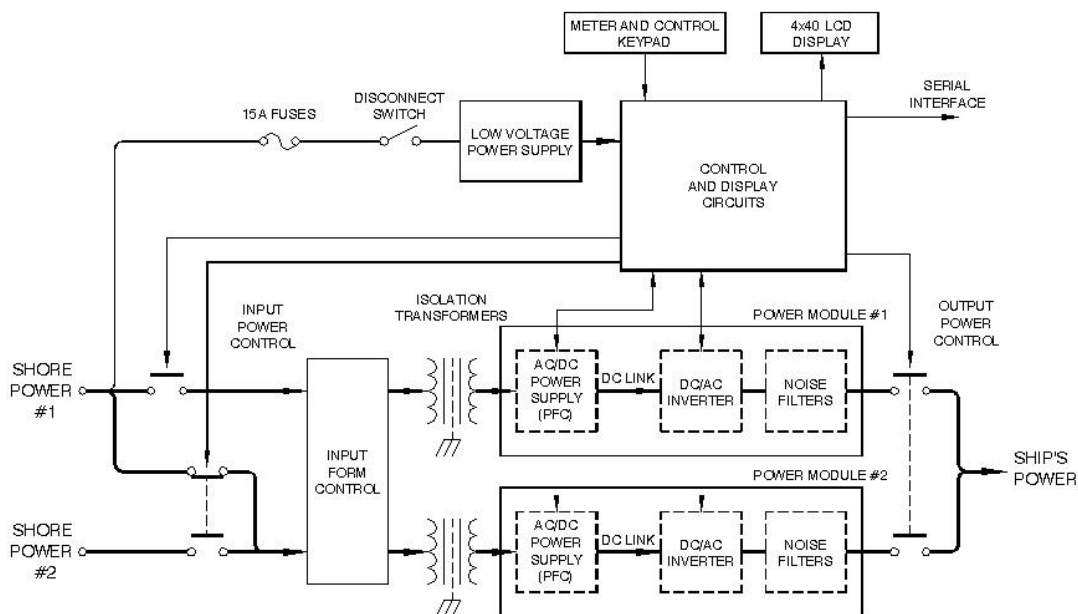 METER AND CONTROL
KEYPAD
4x40 LCD
DISPLAY
SERIAL
INTERFACE
DISCONNECT
SWITCH
15A FUSES
LOW VOLTAGE
POWER SUPPLY
CONTROL
AND DISPLAY
CIRCUITS
ISOLATION
TRANSFORMERS
INPUT
POWER
CONTROL
POWER MODULE #1
OUTPUT
POWER
CONTROL
SHORE
POWER
#1
AC/DC
POWER
SUPPLY
(PFC)
DC LINK
DC/AC
INVERTER
NOISE
FILTERS
INPUT
FORM
CONTROL
POWER MODULE #2
SHIP'S
POWER
SHORE
POWER
#2
AC/DC
POWER
SUPPLY
(PFC)
DC LINK
DC/AC
INVERTER
NOISE
FILTERS